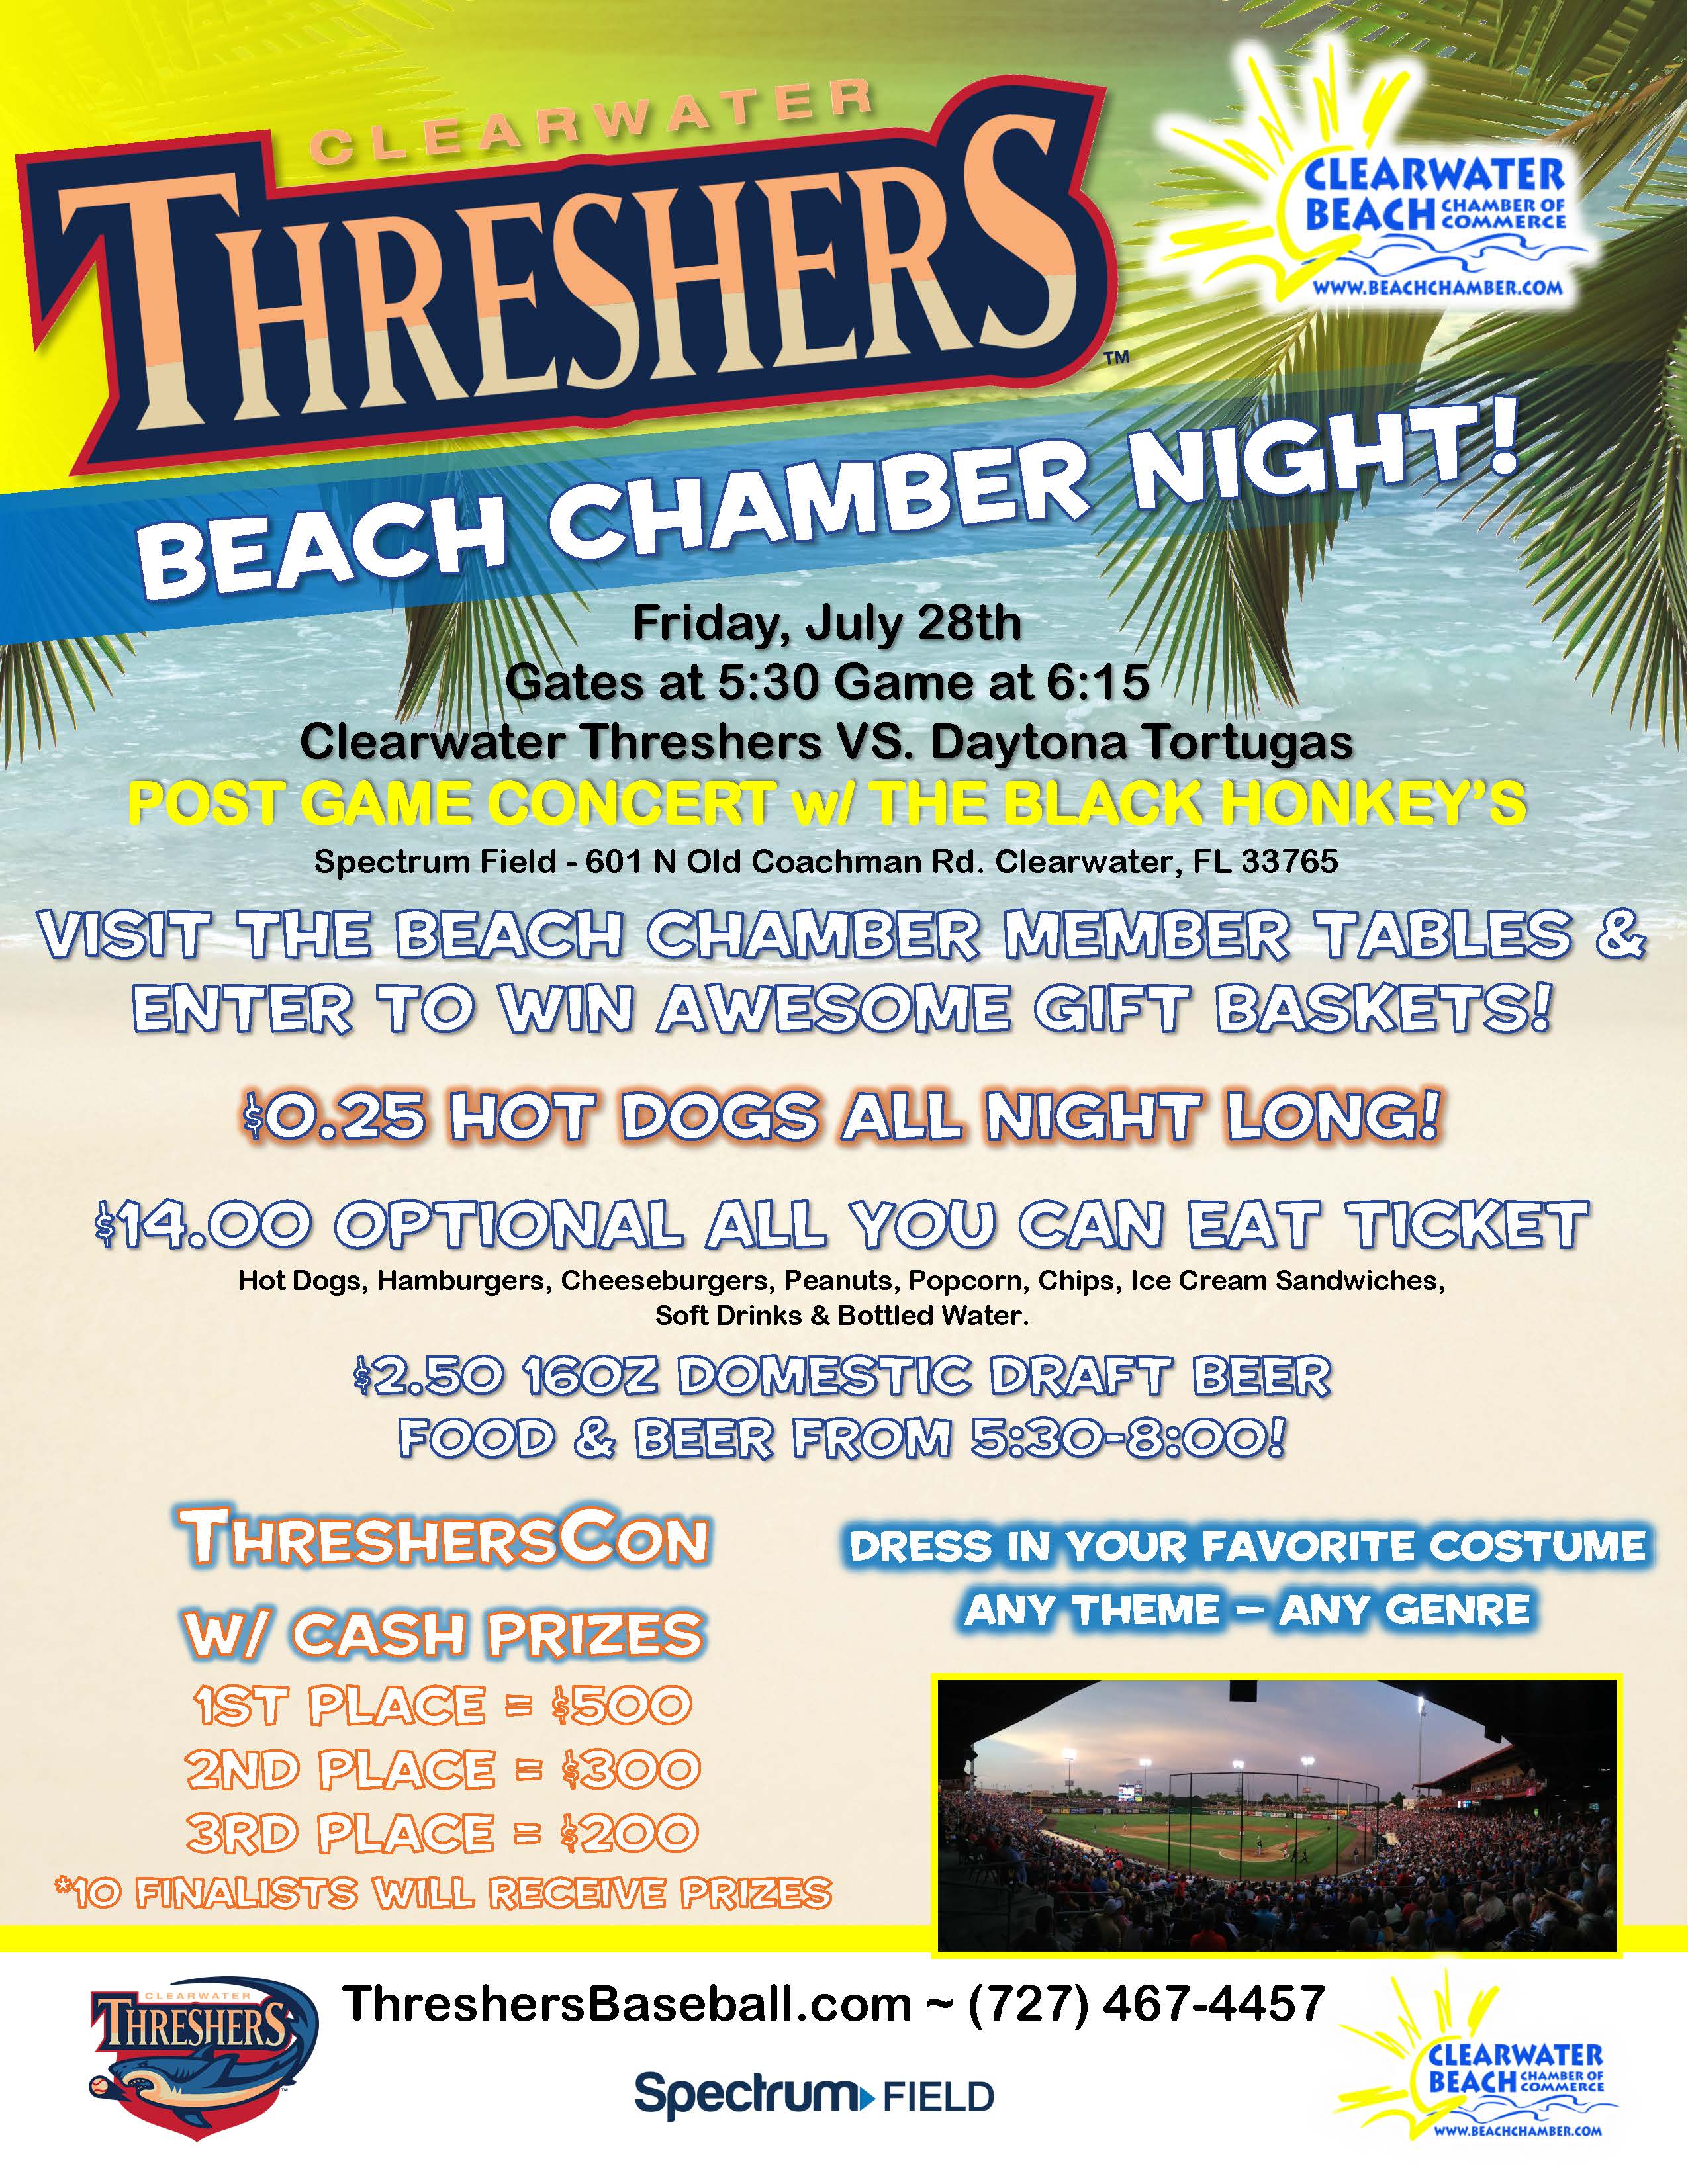 CLEARWATER
THRESHERS™
CLEARWATER
BEACH CHAMBER OF
COMMERCE
WWW.BEACHCHAMBER.COM
BEACH CHAMBER NIGHT!
Friday, July 28th
Gates at 5:30 Game at 6:15
Clearwater Threshers VS. Daytona Tortugas
POST GAME CONCERT w/ THE BLACK HONKEY'S
Spectrum Field - 601 N Old Coachman Rd. Clearwater, FL 33765
VISIT THE BEACH CHAMBER MEMBER TABLES &
ENTER TO WIN AWESOME GIFT BASKETS!
$0.25 HOT DOGS ALL NIGHT LONG!
$14.00 OPTIONAL ALL YOU CAN EAT TICKET
Hot Dogs, Hamburgers, Cheeseburgers, Peanuts, Popcorn, Chips, Ice Cream Sandwiches,
Soft Drinks & Bottled Water.
$2.50 16OZ DOMESTIC DRAFT BEER
FOOD & BEER FROM 5:30-8:00!
THRESHERSCON
W/ CASH PRIZES
1ST PLACE = $500
2ND PLACE = $300
3RD PLACE = $200
*10 FINALISTS WILL RECEIVE PRIZES
DRESS IN YOUR FAVORITE COSTUME
ANY THEME – ANY GENRE
CLEARWATER
THRESHERS
ThreshersBaseball.com ~ (727) 467-4457
Spectrum FIELD
CLEARWATER
BEACH CHAMBER OF
COMMERCE
WWW.BEACHCHAMBER.COM